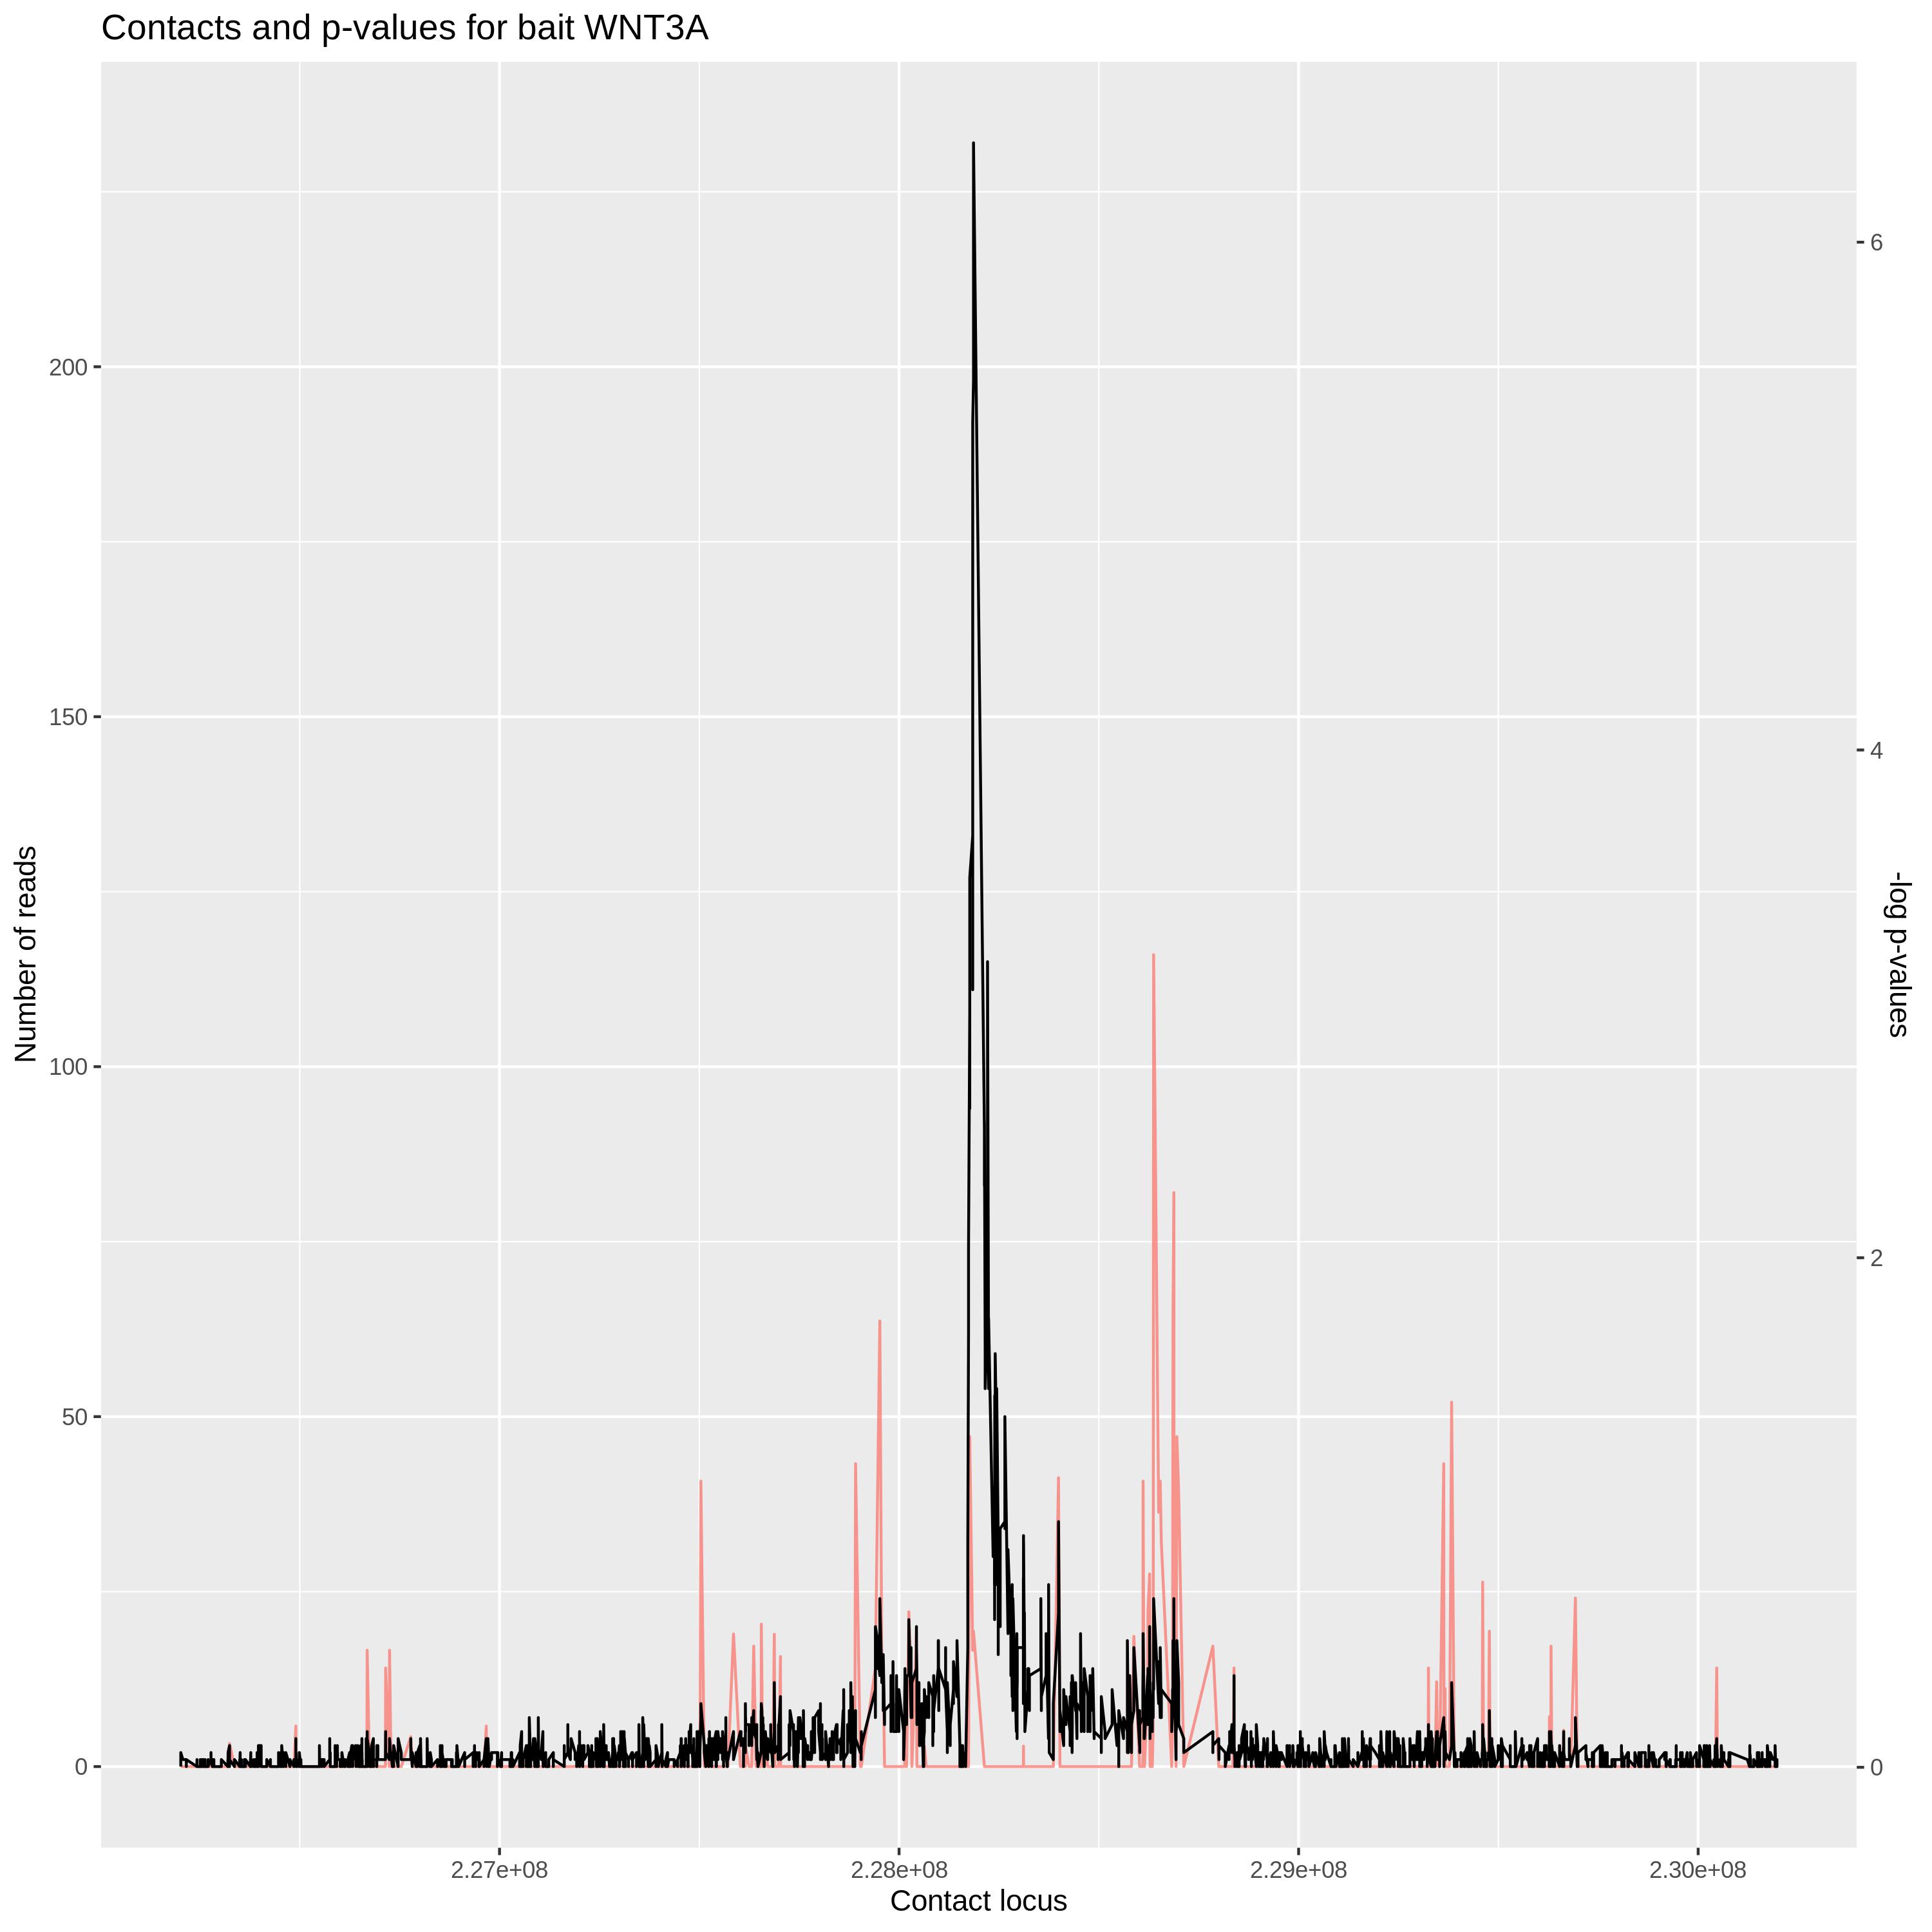 Contacts and p-values for bait WNT3A
Number of reads
200
150
100
50
0
6
4
2
0
-log p-values
2.27e+08
2.28e+08
2.29e+08
2.30e+08
Contact locus